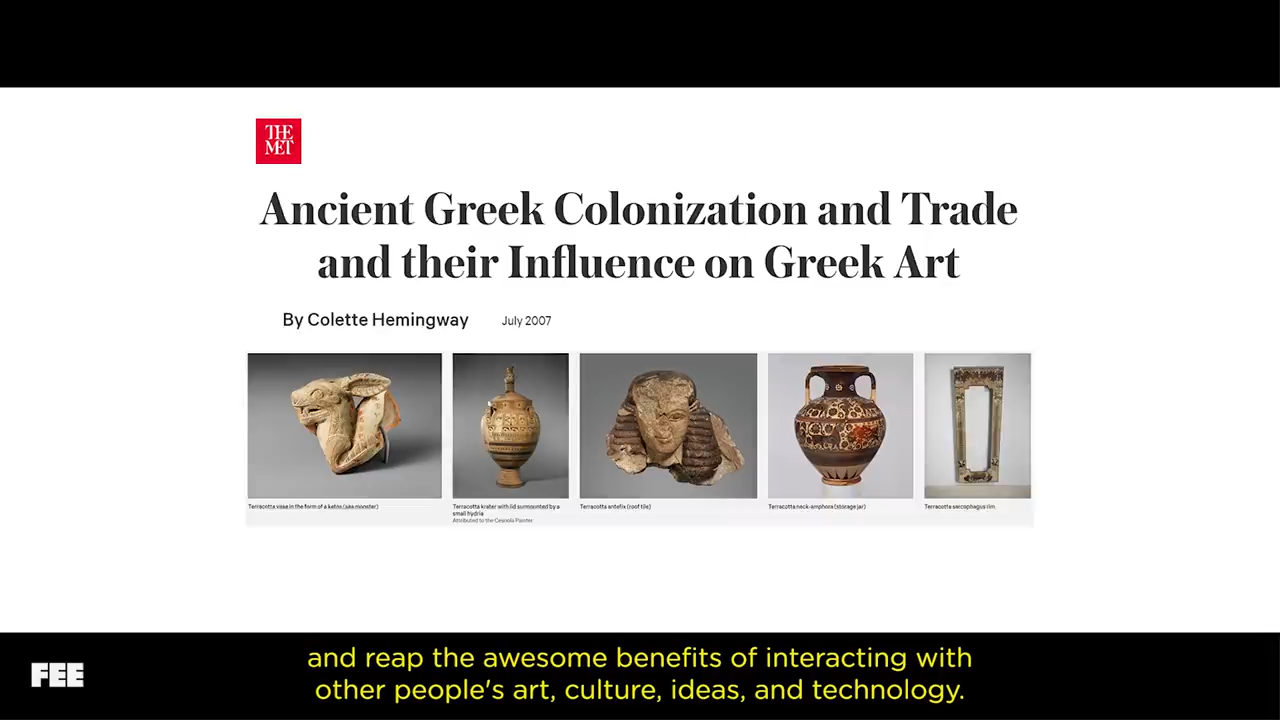 THE
MET
Ancient Greek Colonization and Trade
and their Influence on Greek Art
By Colette Hemingway July 2007
Terracotta vase in the form of a ketos (sea monster)
Terracotta krater with lid surmounted by a
small hydria
Attributed to the Cesnola Painter
Terracotta antefix (roof tile)
Terracotta neck-amphora (storage jar)
Terracotta sarcophagus rim
and reap the awesome benefits of interacting with
other people's art, culture, ideas, and technology.
FEE